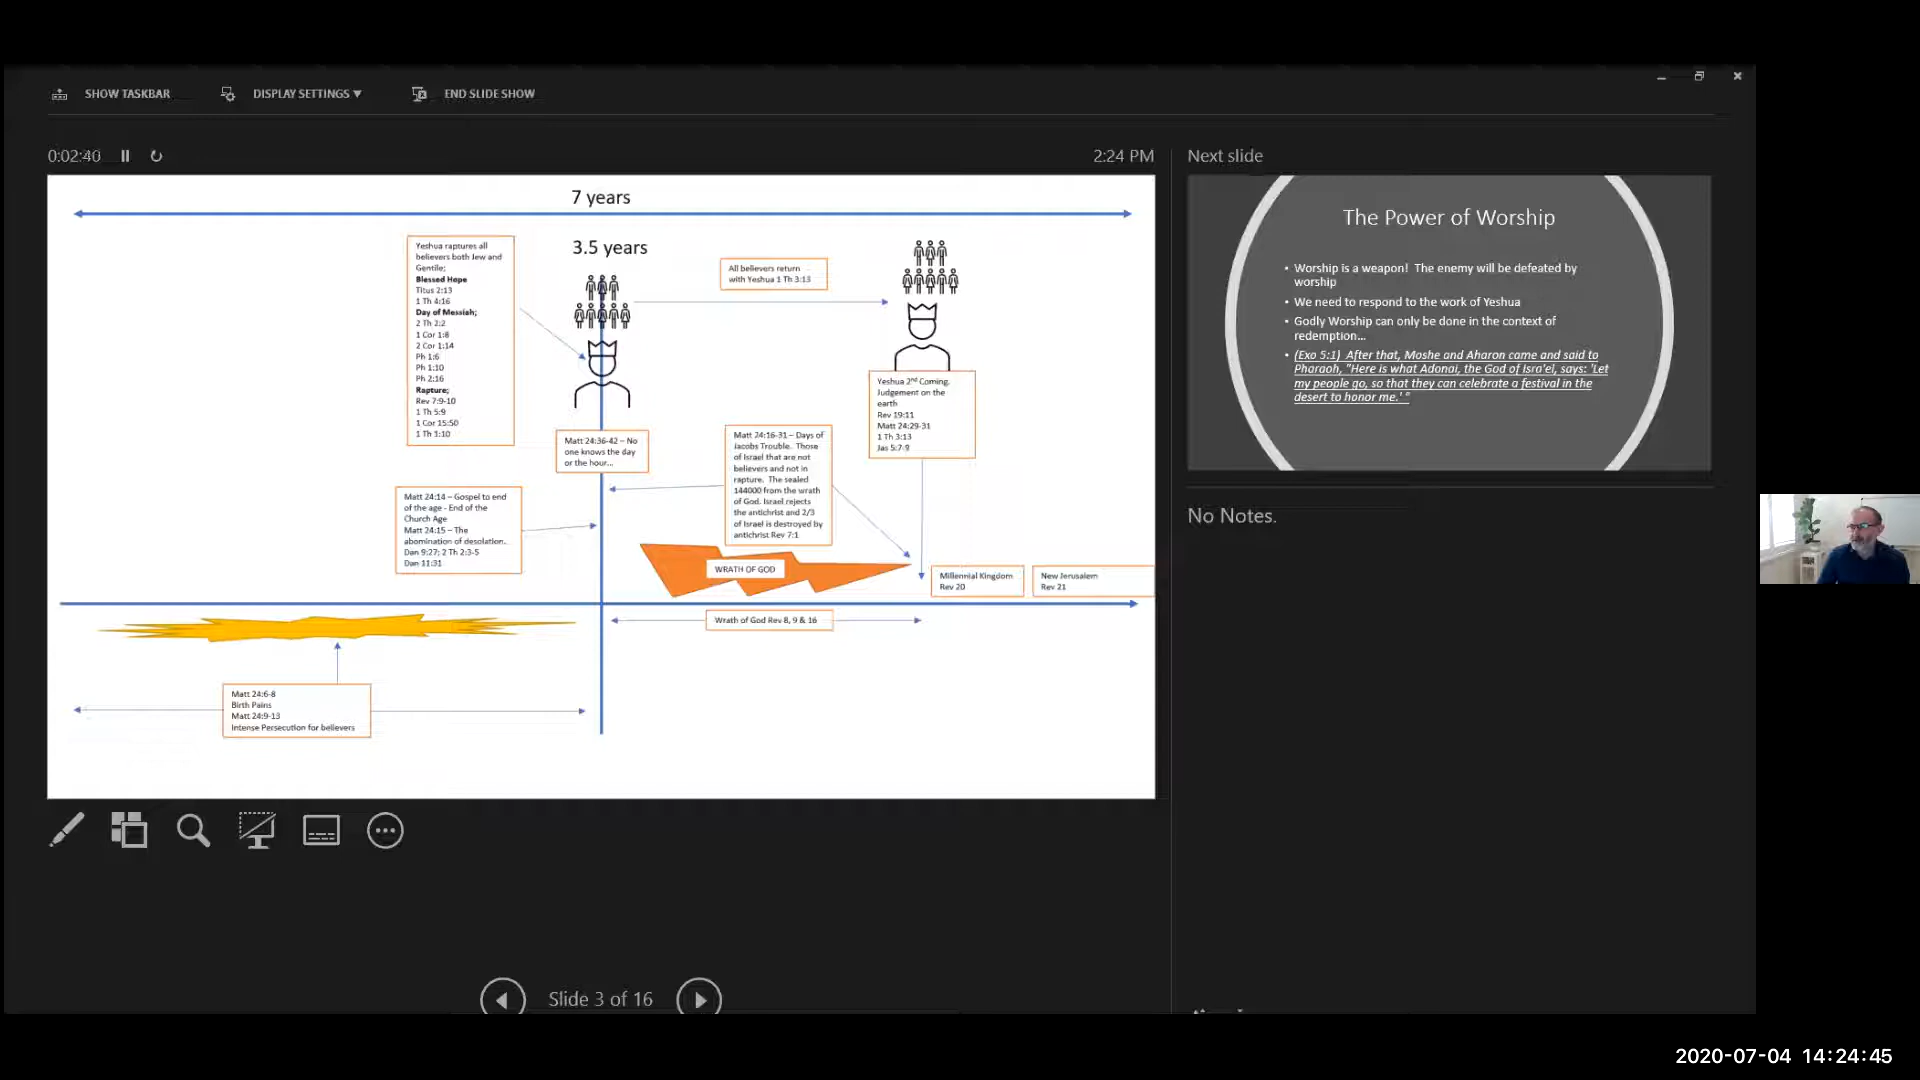 SHOW TASKBAR
DISPLAY SETTINGS ▼
END SLIDE SHOW
0:02:40
2:24 PM
Next slide
7 years
3.5 years
Yeshua raptures all
believers both Jew and
Gentile;
Blessed Hope
Titus 2:13
1 Th 4:16
Day of Messiah;
2 Th 2:2
1 Cor 1:8
2 Cor 1:14
Ph 1:6
Ph 1:10
Ph 2:16
Rapture;
Rev 7:9-10
1 Th 5:9
1 Cor 15:50
1 Th 1:10
All believers return
with Yeshua 1 Th 3:13
Yeshua 2nd Coming.
Judgement on the
earth
Rev 19:11
Matt 24:29-31
1 Th 3:13
Jas 5:7-9
Matt 24:36-42 – No
one knows the day
or the hour...
Matt 24:16-31 – Days of
Jacobs Trouble. Those
of Israel that are not
believers and not in
rapture. The sealed
144000 from the wrath
of God. Israel rejects
the antichrist and 2/3
of Israel is destroyed by
antichrist Rev 7:1
Matt 24:14 – Gospel to end
of the age - End of the
Church Age
Matt 24:15 – The
abomination of desolation.
Dan 9:27; 2 Th 2:3-5
Dan 11:31
WRATH OF GOD
Millennial Kingdom
Rev 20
New Jerusalem
Rev 21
Wrath of God Rev 8, 9 & 16
Matt 24:6-8
Birth Pains
Matt 24:9-13
Intense Persecution for believers
The Power of Worship
• Worship is a weapon! The enemy will be defeated by
worship
• We need to respond to the work of Yeshua
• Godly Worship can only be done in the context of
redemption...
• (Exo 5:1) After that, Moshe and Aharon came and said to
Pharaoh, "Here is what Adonai, the God of Isra'el, says: 'Let
my people go, so that they can celebrate a festival in the
desert to honor me.' "
No Notes.
Slide 3 of 16
2020-07-04 14:24:45